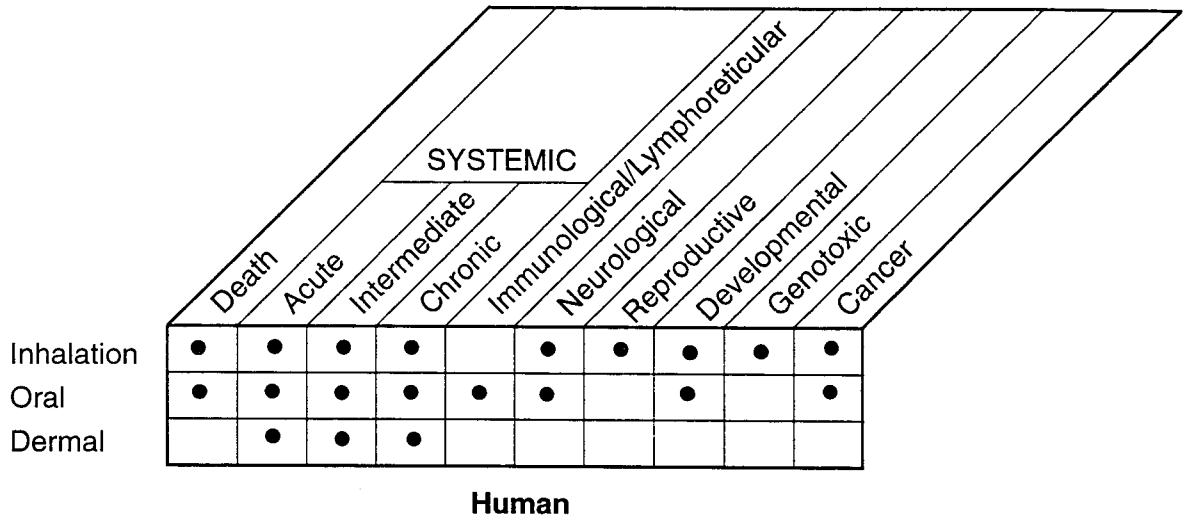 SYSTEMIC
Death
Acute
Intermediate
Chronic
Immunological/Lymphoreticular
Neurological
Reproductive
Developmental
Genotoxic
Cancer
Inhalation
Oral
Dermal
Human